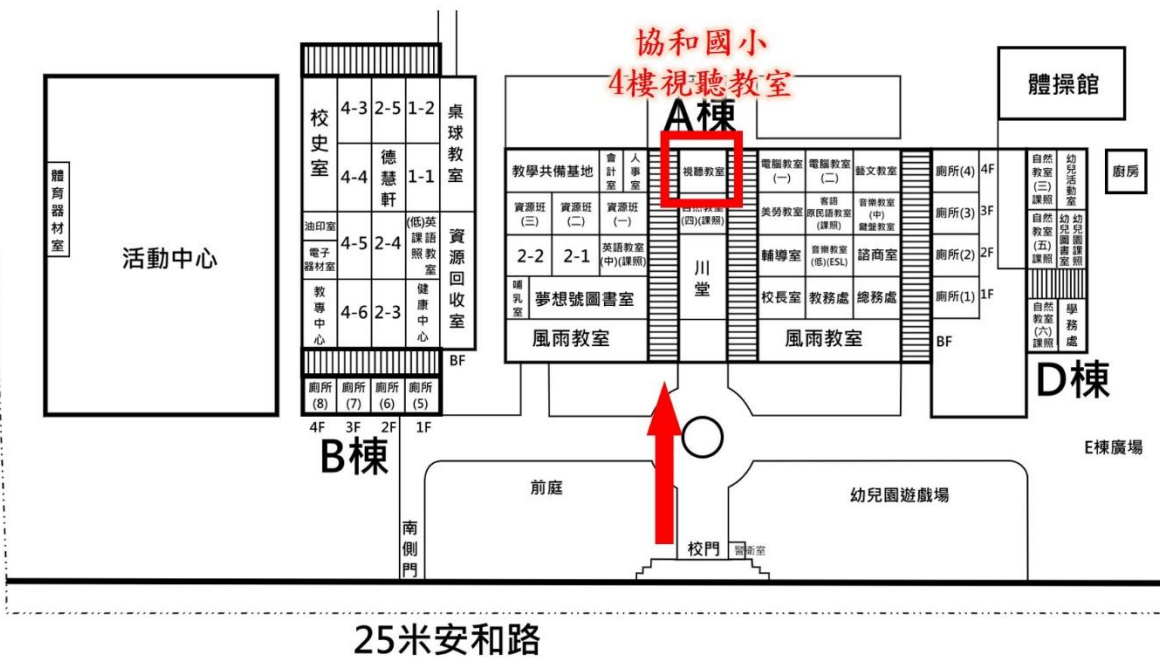 協和國小
4樓視聽教室
A棟
體操館
廚房
體育器材室
活動中心
校史室
4-3
2-5
1-2
桌球教室
4-4
德慧軒
1-1
油印室
電子器材室
4-5
2-4
(低)英語教室
課照
資源回收室
教專中心
4-6
2-3
健康中心
BF
廁所(8)
廁所(7)
廁所(6)
廁所(5)
4F
3F
2F
1F
B棟
教學共備基地
會計室
人事室
視聽教室
電腦教室(一)
電腦教室(二)
藝文教室
廁所(4)
4F
資源班(三)
資源班(二)
資源班(一)
自然教室
(四)(課照)
美勞教室
客語
原民語教室
(課照)
音樂教室
(中)
鍵盤教室
廁所(3)
3F
2-2
2-1
英語教室
(中)(課照)
川堂
輔導室
音樂教室
(低)(ESL)
諮商室
廁所(2)
2F
哺乳室
夢想號圖書室
校長室
教務處
總務處
廁所(1)
1F
風雨教室
風雨教室
BF
自然教室(三)課照
幼兒活動室
自然教室(五)課照
幼兒圖書室
幼兒園課照
自然教室(六)課照
學務處
D棟
E棟廣場
前庭
幼兒園遊戲場
南側門
校門
警衛室
25米安和路